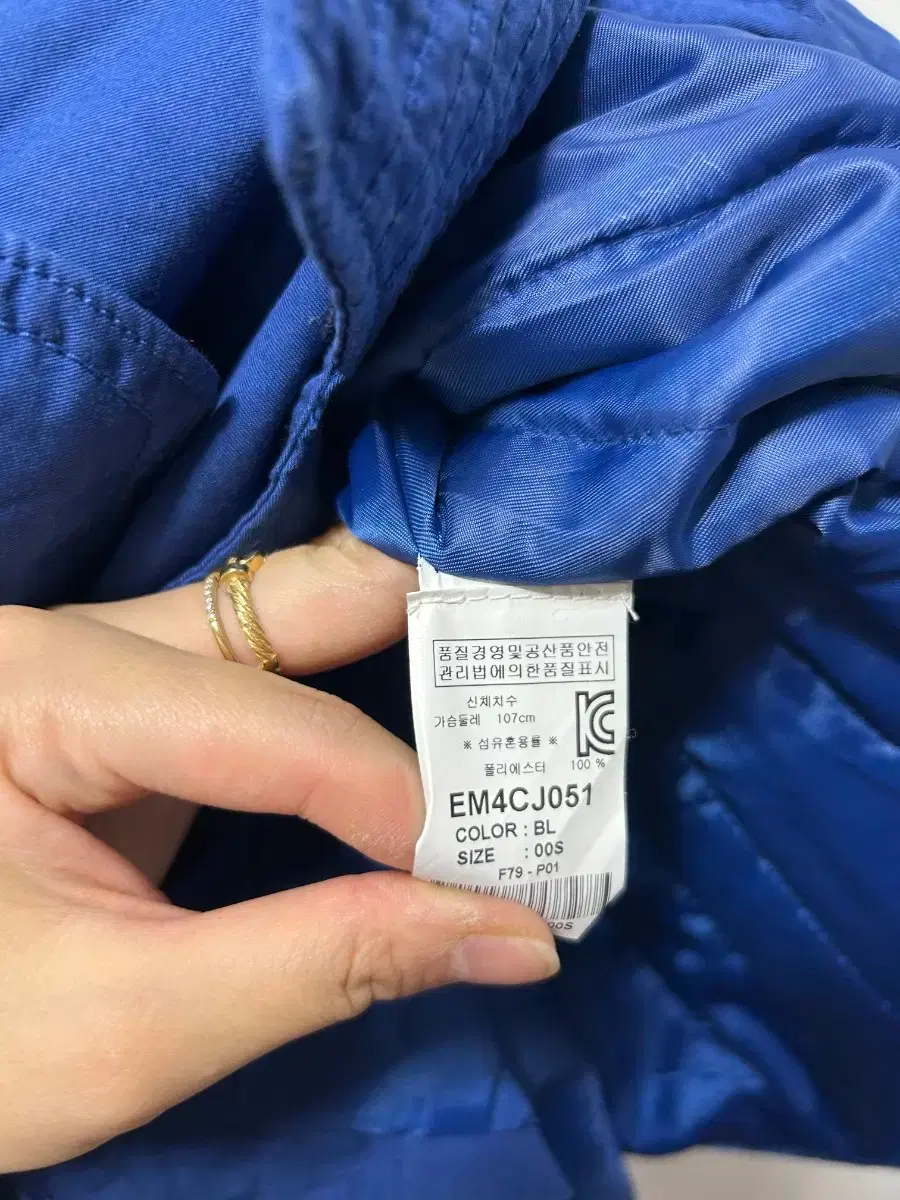 품질경영및공산품안전
관리법에의한품질표시
신체치수
가슴둘레 107cm
※ 섬유혼용률 ※
폴리에스터 100 %
EM4CJ051
COLOR : BL
SIZE : 00S
F79 - P01
00S